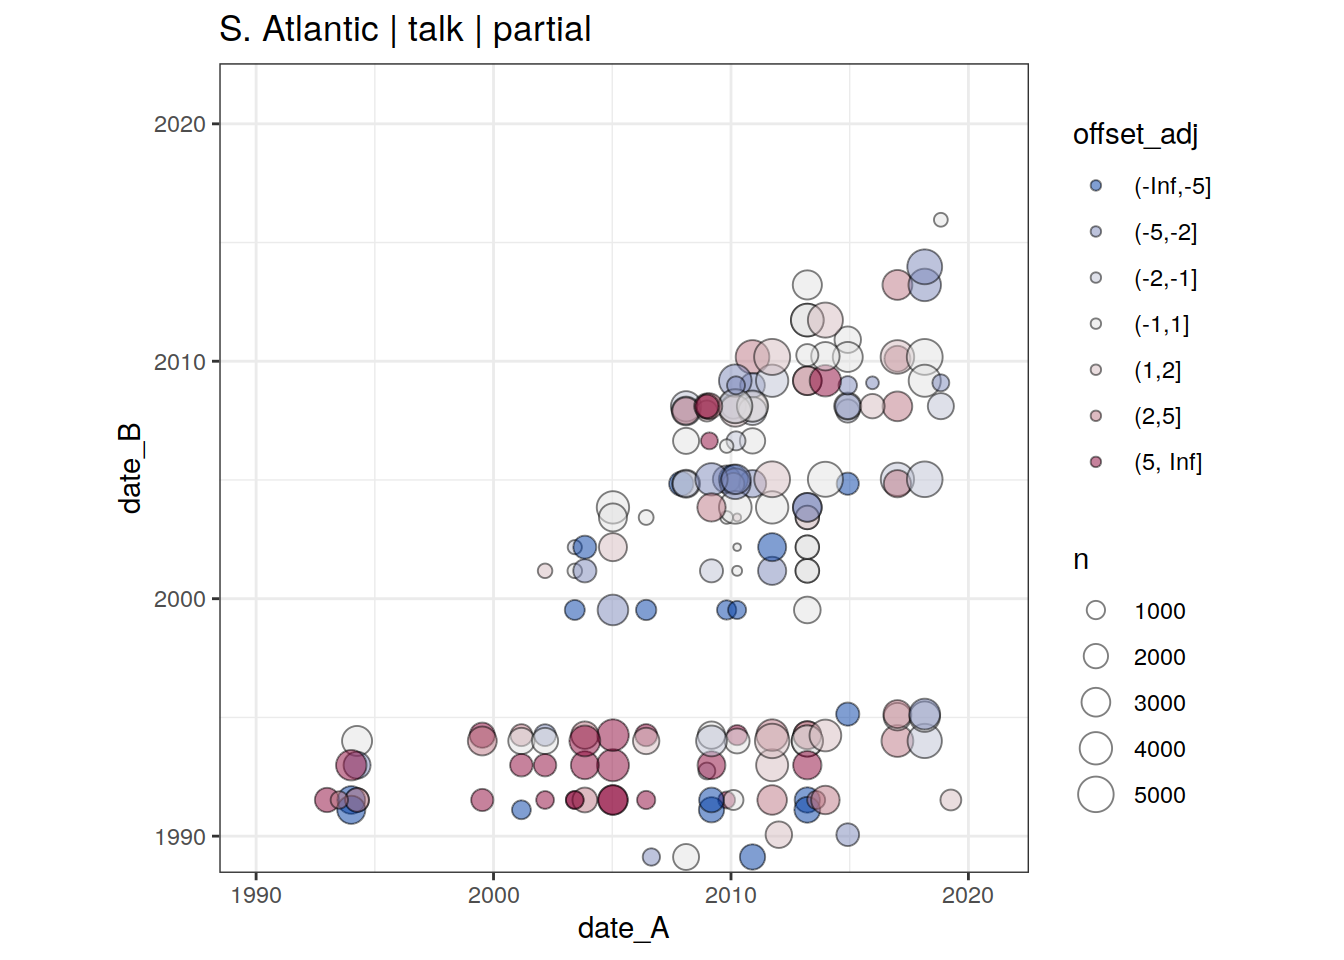 S. Atlantic | talk | partial
2020
2010
2000
1990
date_B
1990
2000
2010
2020
date_A
offset_adj
(-Inf,-5]
(-5,-2]
(-2,-1]
(-1,1]
(1,2]
(2,5]
(5, Inf]
n
1000
2000
3000
4000
5000